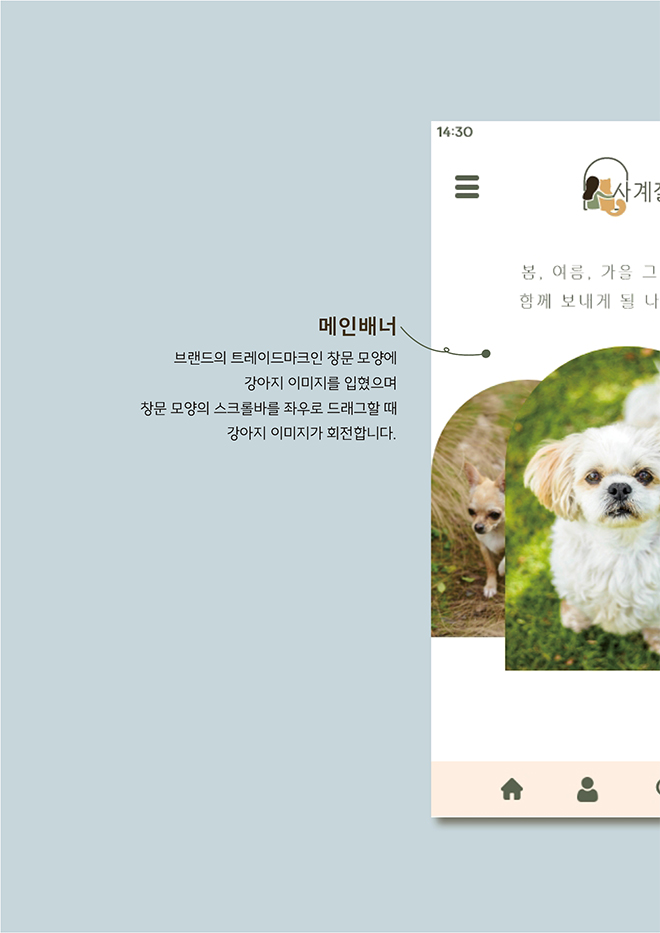 14:30
사계절
봄, 여름, 가을 그
함께 보내게 될 나
메인배너
브랜드의 트레이드마크인 창문 모양에
강아지 이미지를 입혔으며
창문 모양의 스크롤바를 좌우로 드래그할 때
강아지 이미지가 회전합니다.